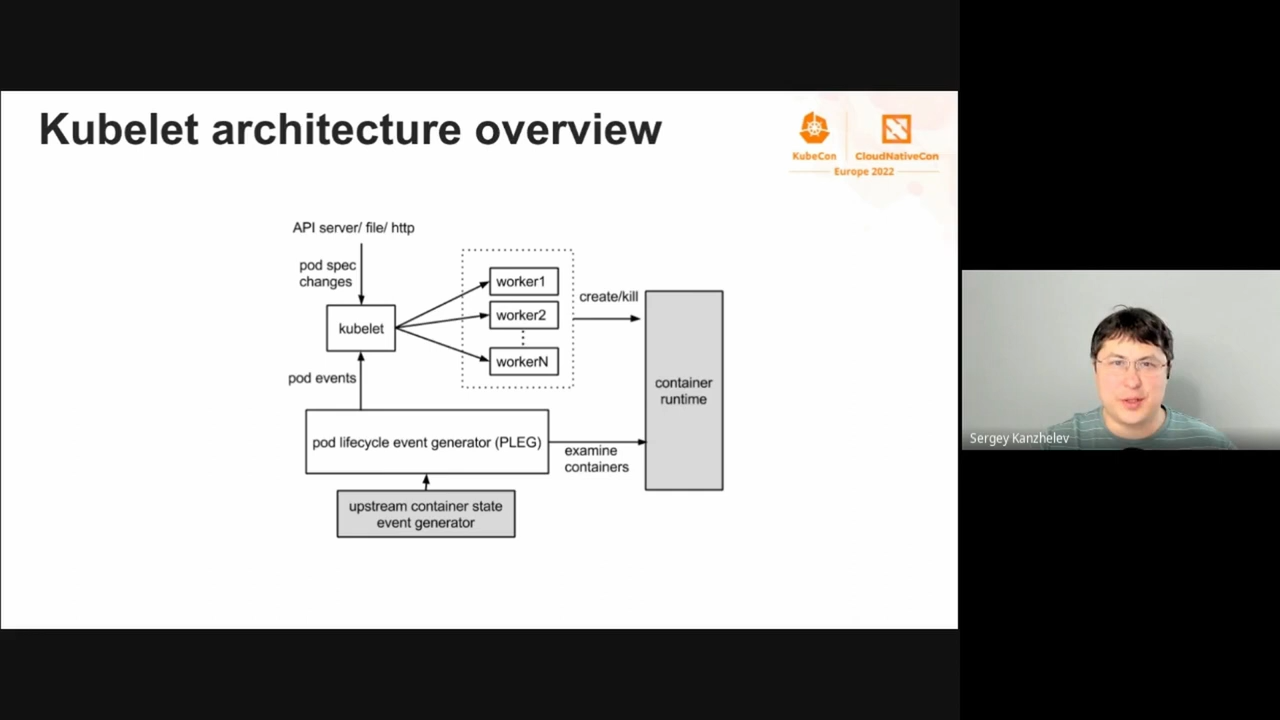 Kubelet architecture overview
KubeCon
CloudNativeCon
Europe 2022
API server/ file/ http
pod spec
changes
kubelet
worker1
worker2
workerN
create/kill
container
runtime
pod events
pod lifecycle event generator (PLEG)
examine
containers
upstream container state
event generator
Sergey Kanzhelev